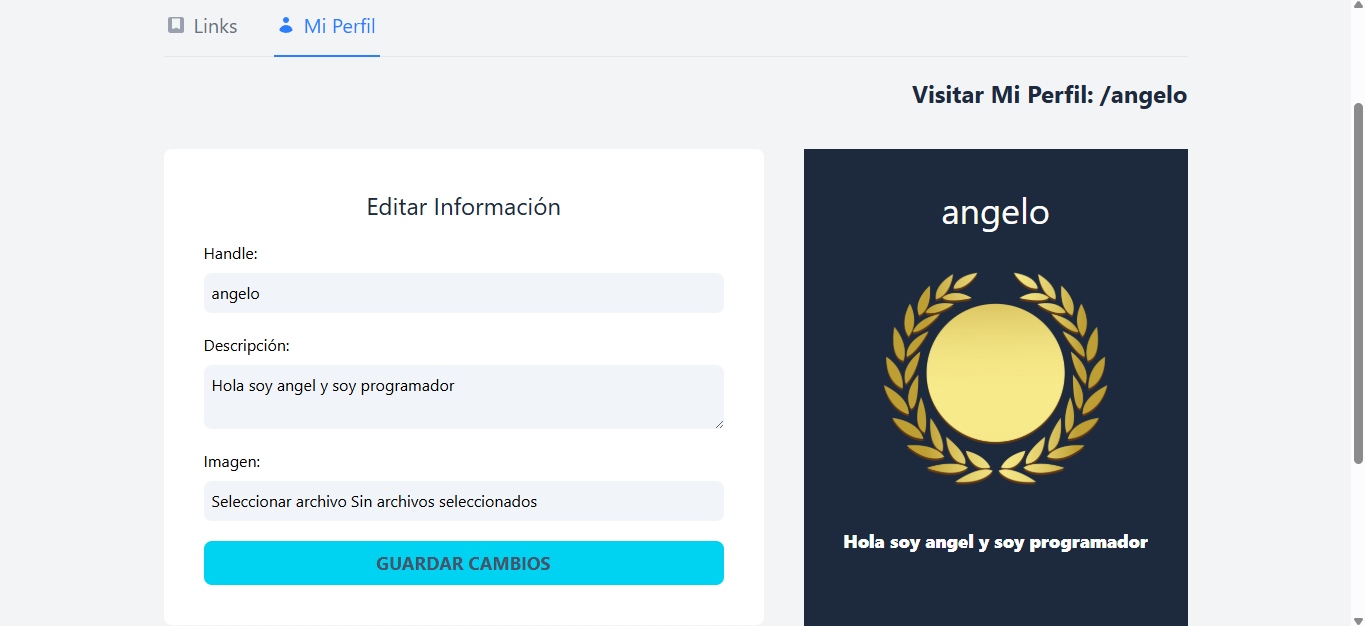 Links
Mi Perfil
Visitar Mi Perfil: /angelo
Editar Información
Handle:
angelo
Descripción:
Hola soy angel y soy programador
Imagen:
Seleccionar archivo Sin archivos seleccionados
GUARDAR CAMBIOS
angelo
Hola soy angel y soy programador